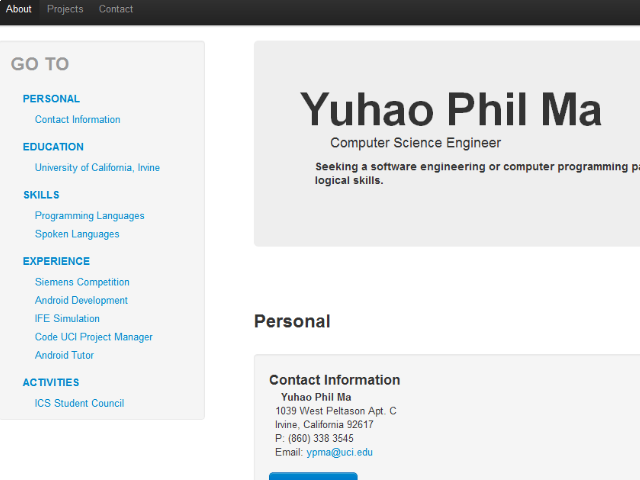 About Projects Contact
GO TO
PERSONAL
Contact Information
EDUCATION
University of California, Irvine
SKILLS
Programming Languages
Spoken Languages
EXPERIENCE
Siemens Competition
Android Development
IFE Simulation
Code UCI Project Manager
Android Tutor
ACTIVITIES
ICS Student Council
Yuhao Phil Ma
Computer Science Engineer
Seeking a software engineering or computer programming
logical skills.
Personal
Contact Information
Yuhao Phil Ma
1039 West Peltason Apt. C
Irvine, California 92617
P: (860) 338 3545
Email: ypma@uci.edu